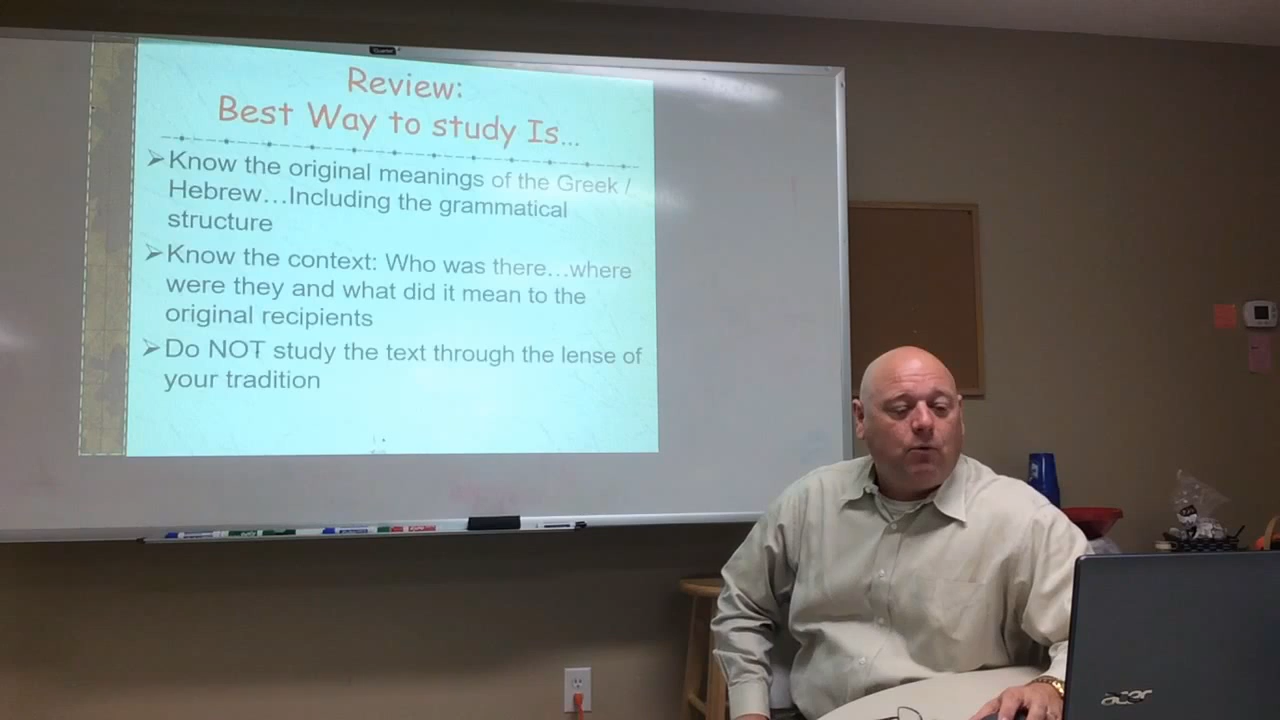 Review:
Best Way to study Is...
Know the original meanings of the Greek /
Hebrew...Including the grammatical
structure
Know the context: Who was there...where
were they and what did it mean to the
original recipients
Do NOT study the text through the lense of
your tradition
acer